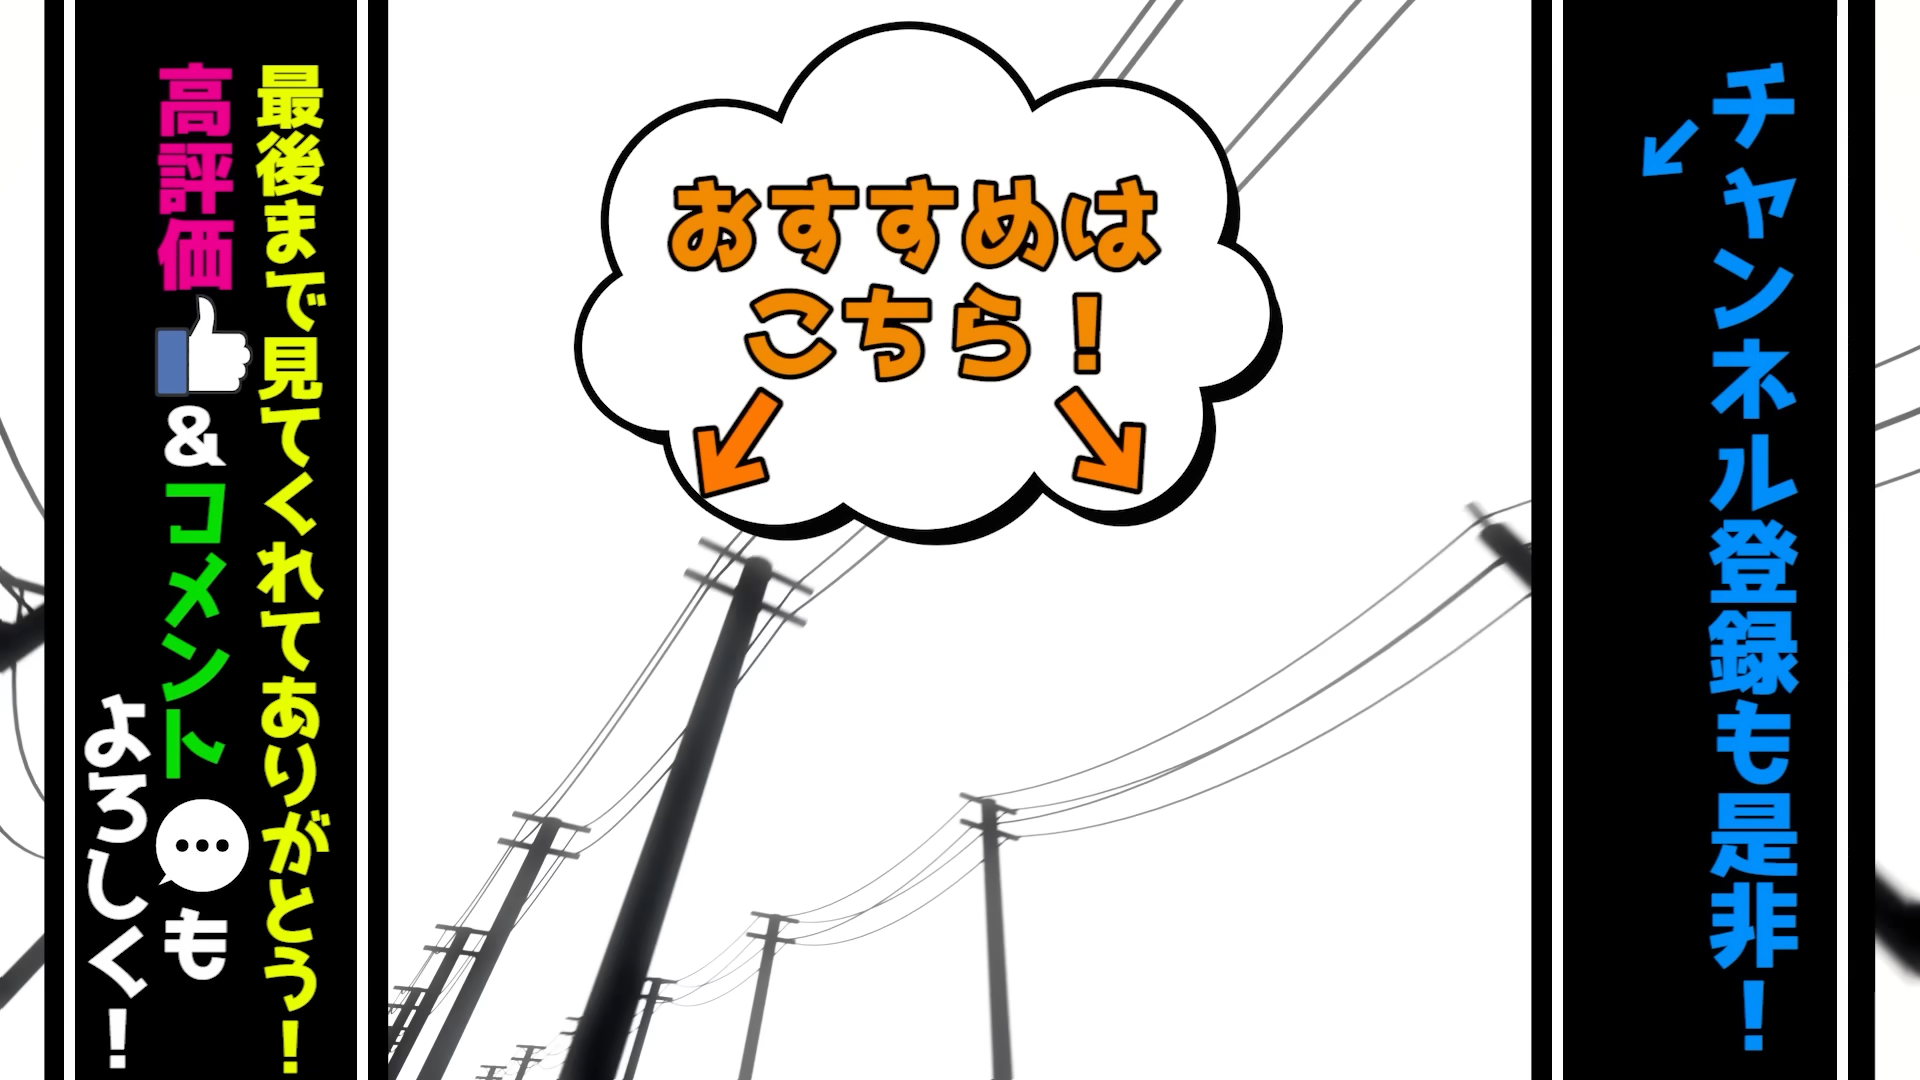 最後まで見てくれてありがとう！
高評価&コメントも
よろしく！
おすすめは
こちら！
チャンネル登録も是非！